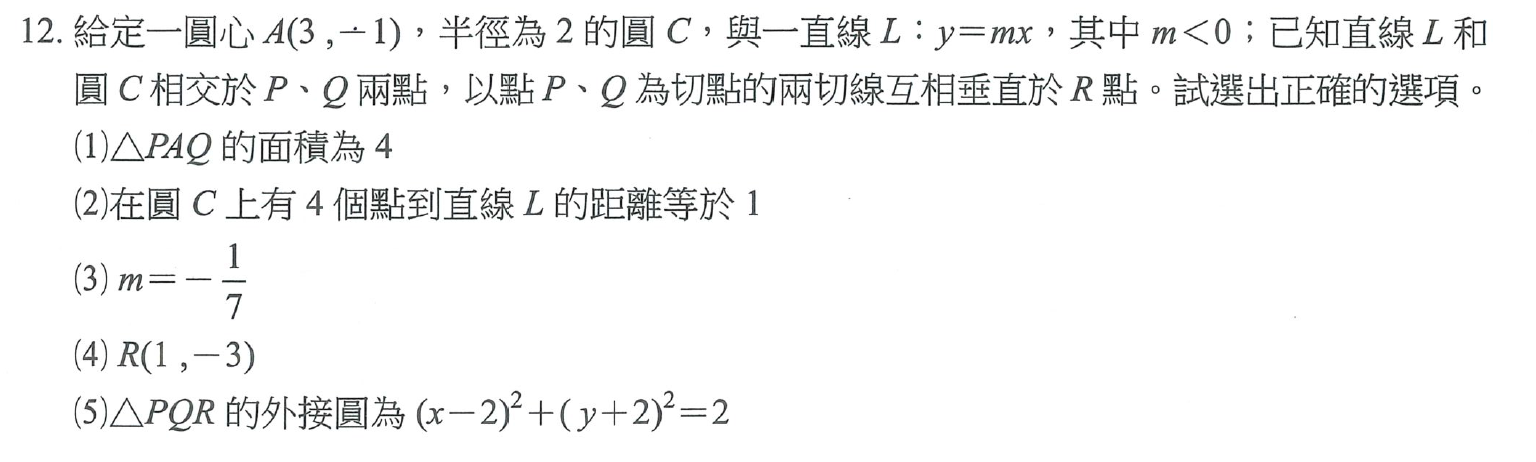 12. 給定一圓心 A(3 ,−1)，半徑為 2 的圓 C，與一直線 L：y=mx，其中 m<0；已知直線 L 和
圓 C 相交於 P、Q 兩點，以點 P、Q 為切點的兩切線互相垂直於 R 點。試選出正確的選項。
(1)△PAQ 的面積為 4
(2)在圓 C 上有 4 個點到直線 L 的距離等於 1
(3) m=−1/7
(4) R(1 ,−3)
(5)△PQR 的外接圓為 (x−2)²+( y+2)²=2